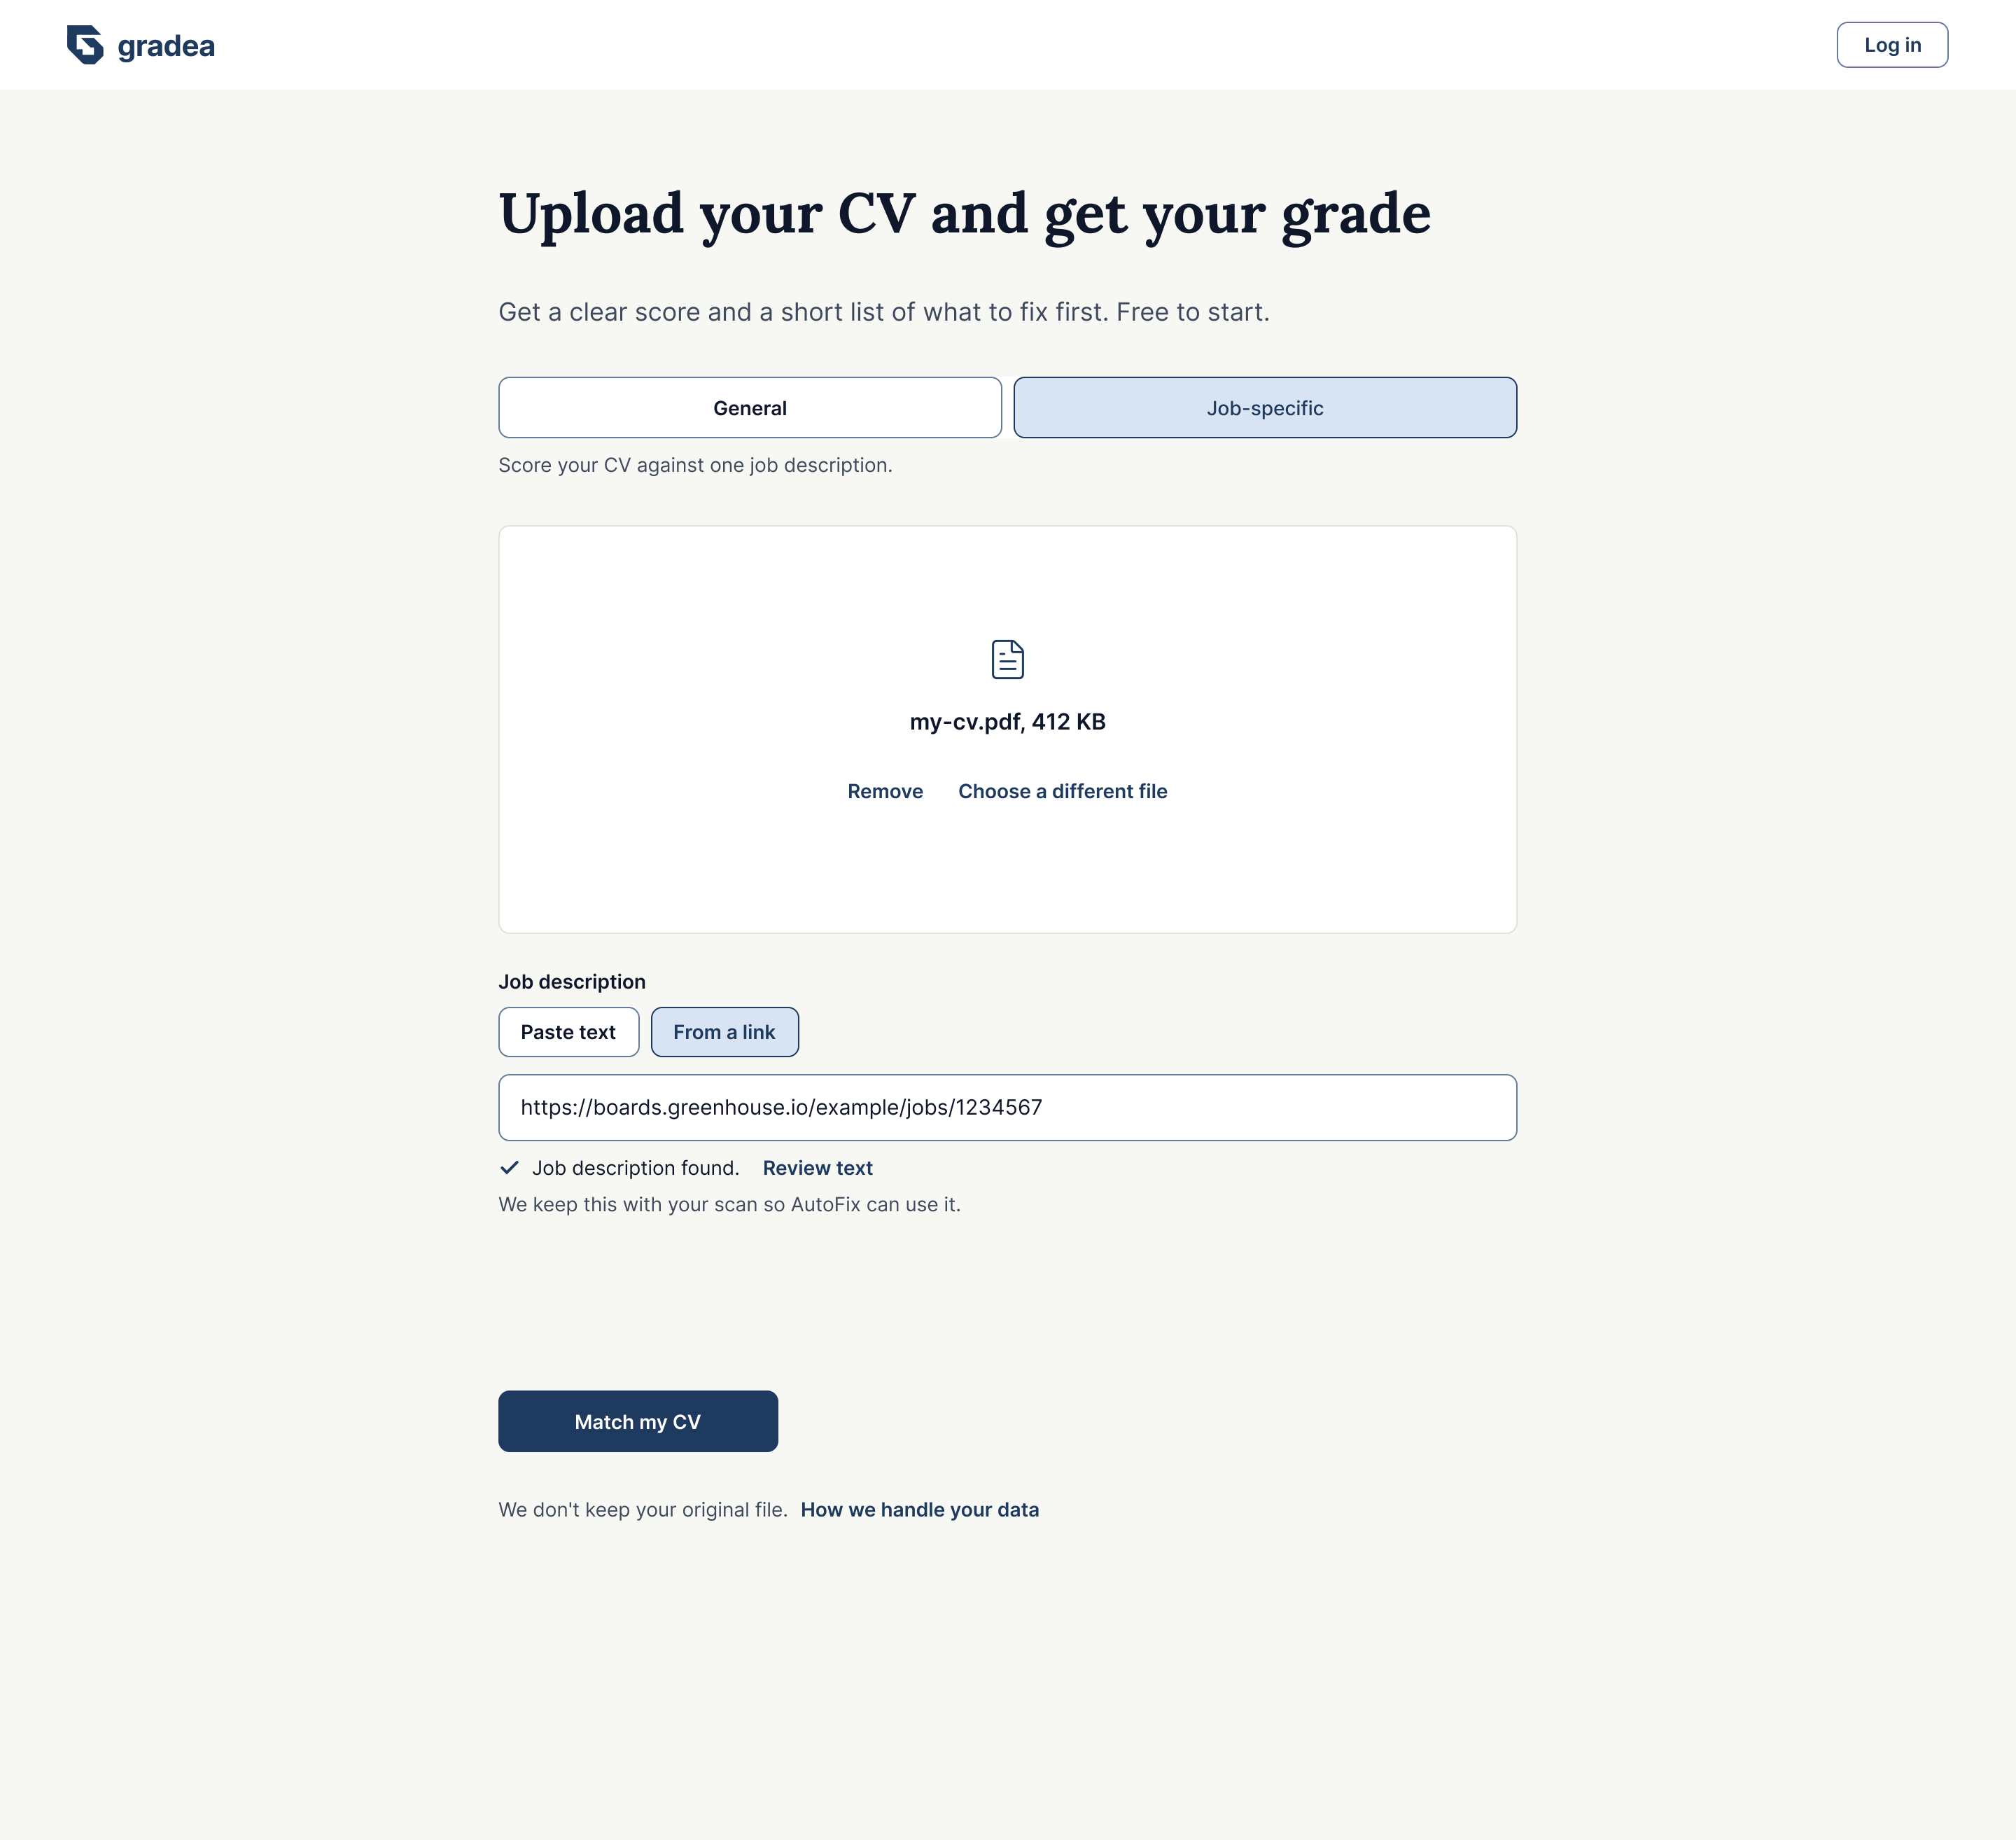 gradea
Log in
Upload your CV and get your grade
Get a clear score and a short list of what to fix first. Free to start.
General
Job-specific
Score your CV against one job description.
my-cv.pdf, 412 KB
Remove
Choose a different file
Job description
Paste text
From a link
https://boards.greenhouse.io/example/jobs/1234567
Job description found.
Review text
We keep this with your scan so AutoFix can use it.
Match my CV
We don't keep your original file.
How we handle your data